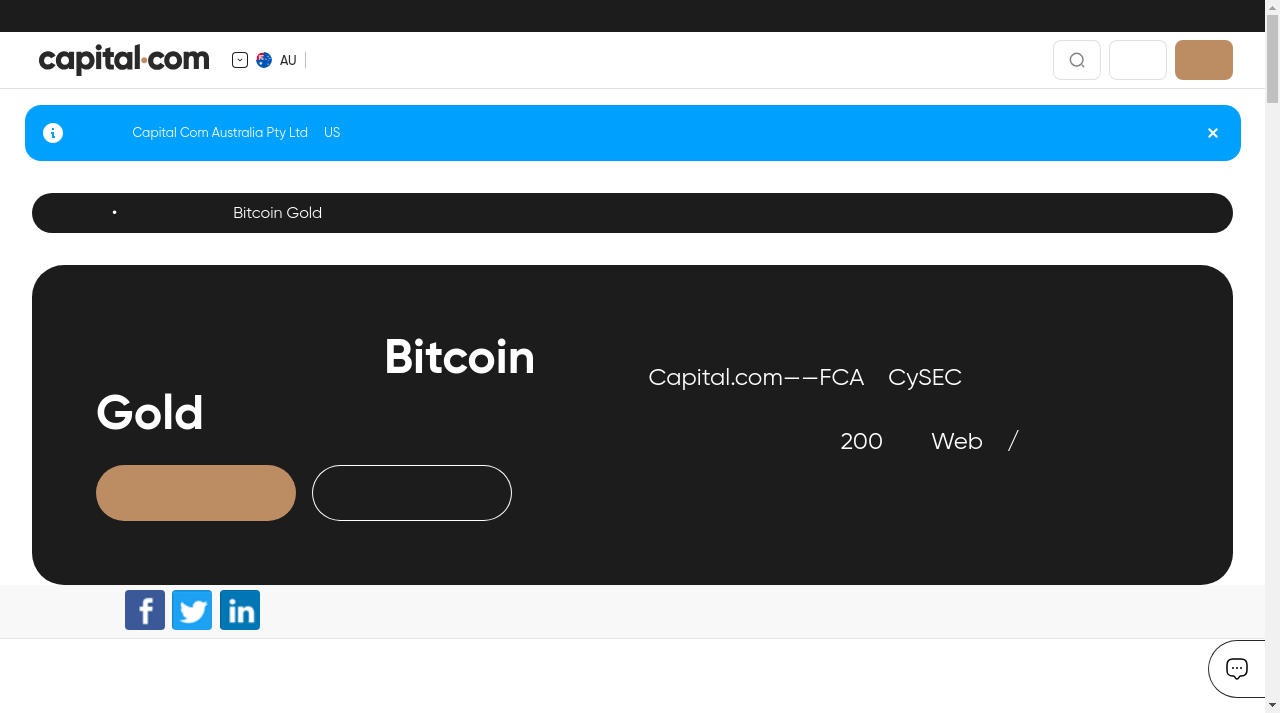 capital.com
AU
Capital Com Australia Pty Ltd US
• Bitcoin Gold
Bitcoin
Gold
Capital.com——FCA CySEC
200 Web /